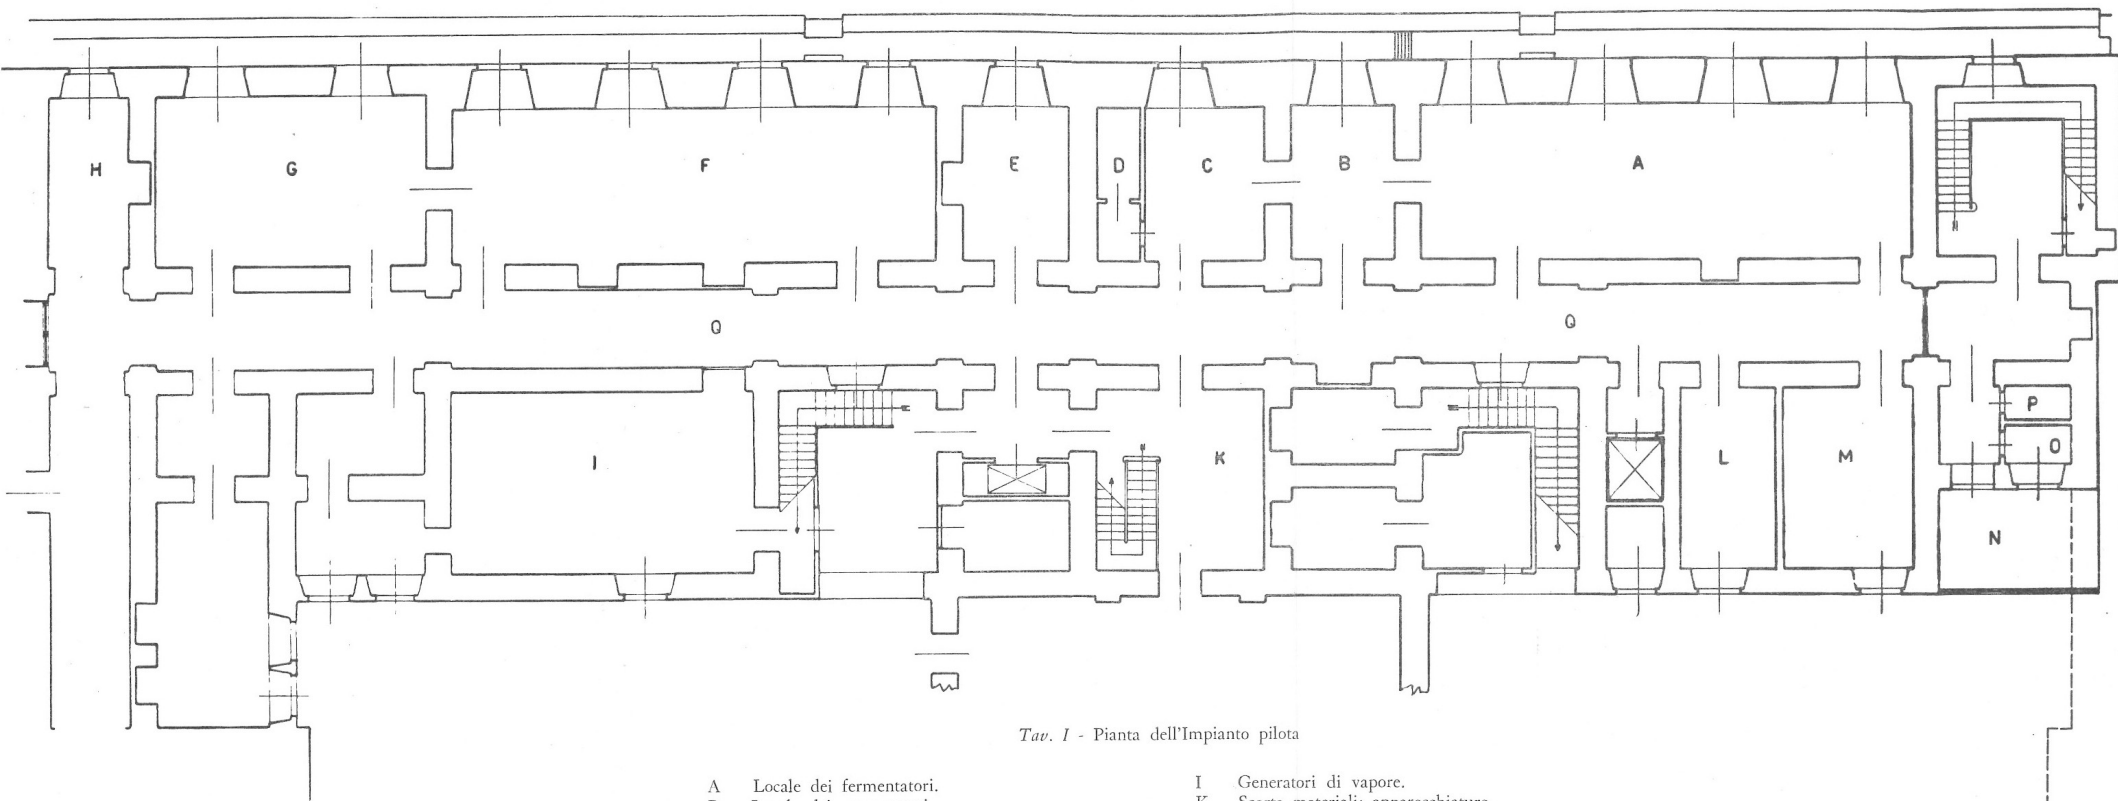 H G F E D C B A
Q Q
I K L M P O
N
Tav. I - Pianta dell'Impianto pilota
A Locale dei fermentatori.
I Generatori di vapore.